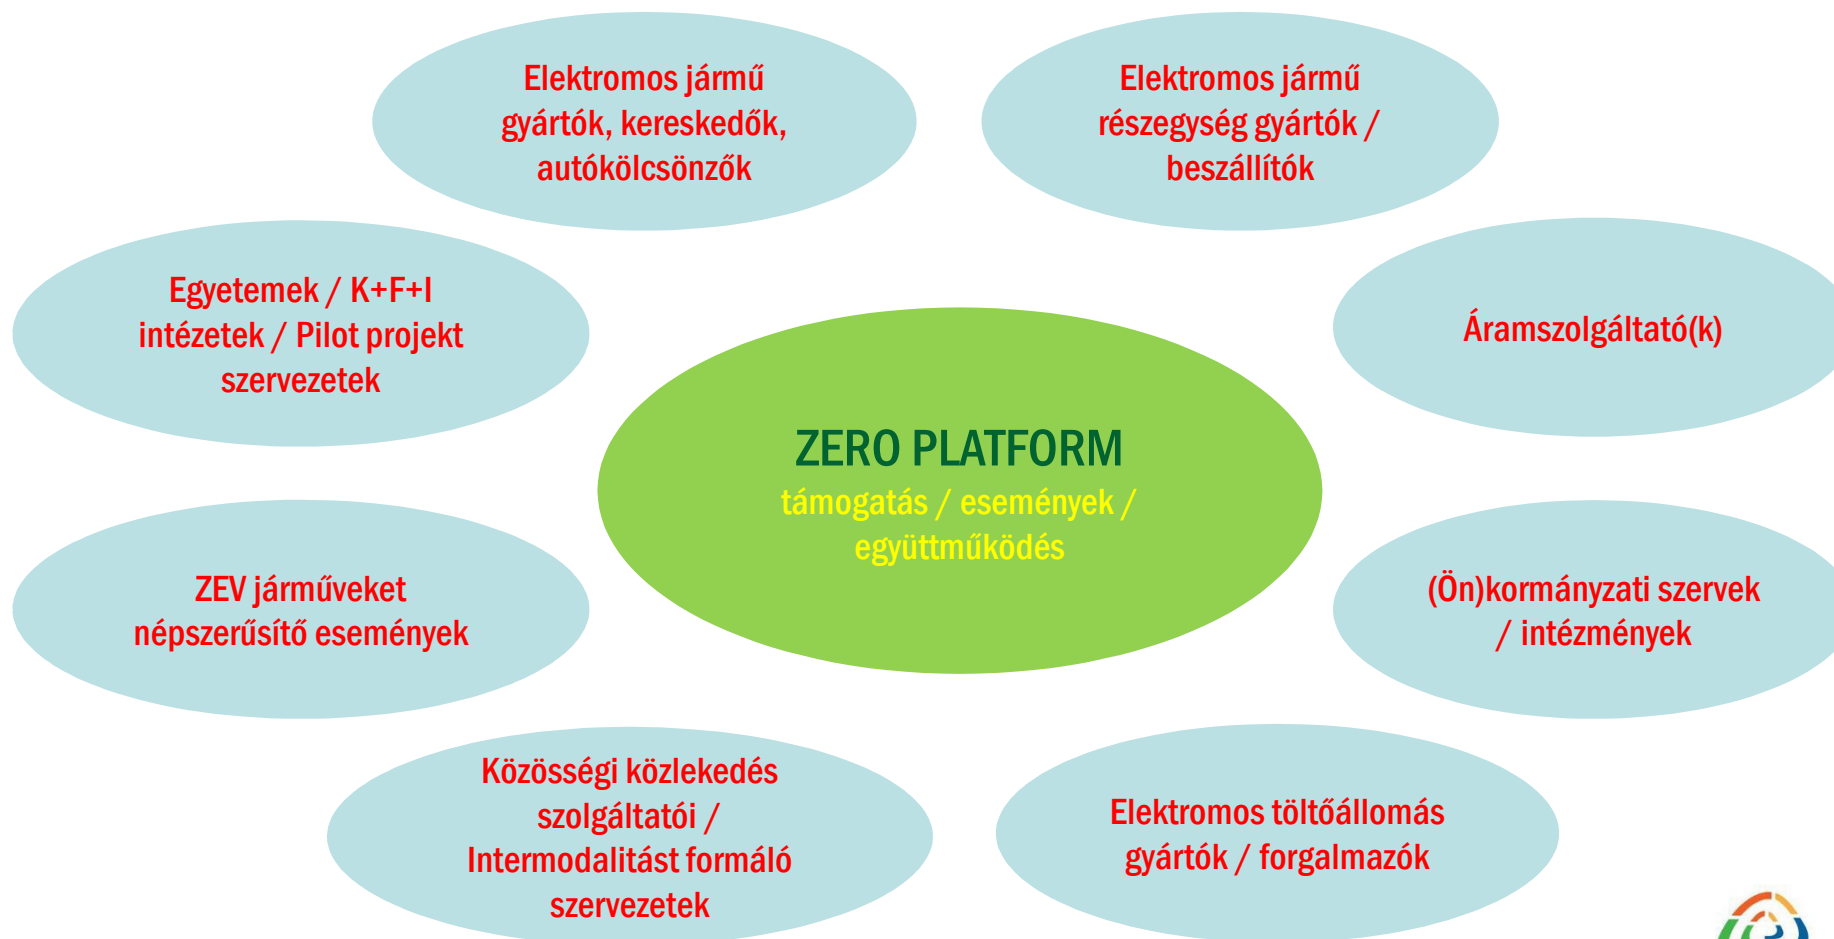 Elektromos jármű
gyártók, kereskedők,
autókölcsönzők
Elektromos jármű
részegység gyártók /
beszállítók
Egyetemek / K+F+I
intézetek / Pilot projekt
szervezetek
Áramszolgáltató(k)
ZERO PLATFORM
támogatás / események /
együttműködés
ZEV járműveket
népszerűsítő események
(Ön)kormányzati szervek
/ intézmények
Közösségi közlekedés
szolgáltatói /
Intermodalitást formáló
szervezetek
Elektromos töltőállomás
gyártók / forgalmazók